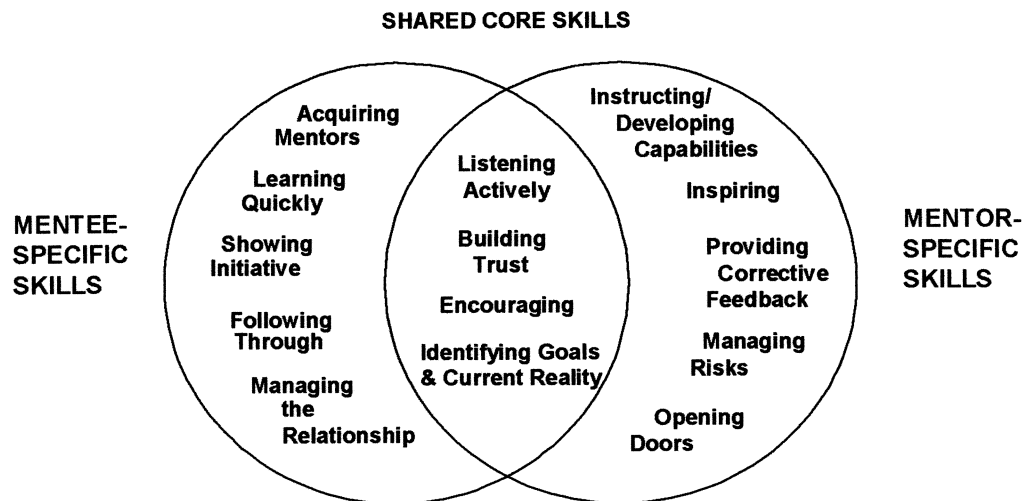 SHARED CORE SKILLS
MENTEE-
SPECIFIC
SKILLS
Acquiring
Mentors
Learning
Quickly
Showing
Initiative
Following
Through
Managing
the
Relationship
Listening
Actively
Building
Trust
Encouraging
Identifying Goals
& Current Reality
Instructing/
Developing
Capabilities
Inspiring
Providing
Corrective
Feedback
Managing
Risks
Opening
Doors
MENTOR-
SPECIFIC
SKILLS